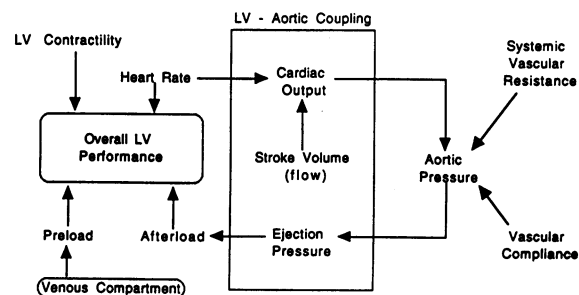 LV - Aortic Coupling
LV Contractility
Heart Rate
Cardiac
Output
Systemic
Vascular
Resistance
Overall LV
Performance
Stroke Volume
(flow)
Aortic
Pressure
Preload
Afterload
Ejection
Pressure
Vascular
Compliance
Venous Compartment